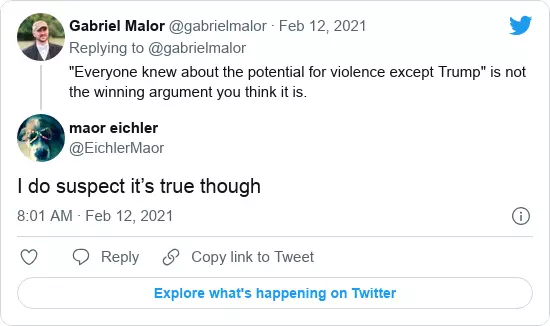 Gabriel Malor @gabrielmalor · Feb 12, 2021
Replying to @gabrielmalor
"Everyone knew about the potential for violence except Trump" is not
the winning argument you think it is.
maor eichler
@EichlerMaor
I do suspect it’s true though
8:01 AM · Feb 12, 2021
Reply
Copy link to Tweet
Explore what's happening on Twitter